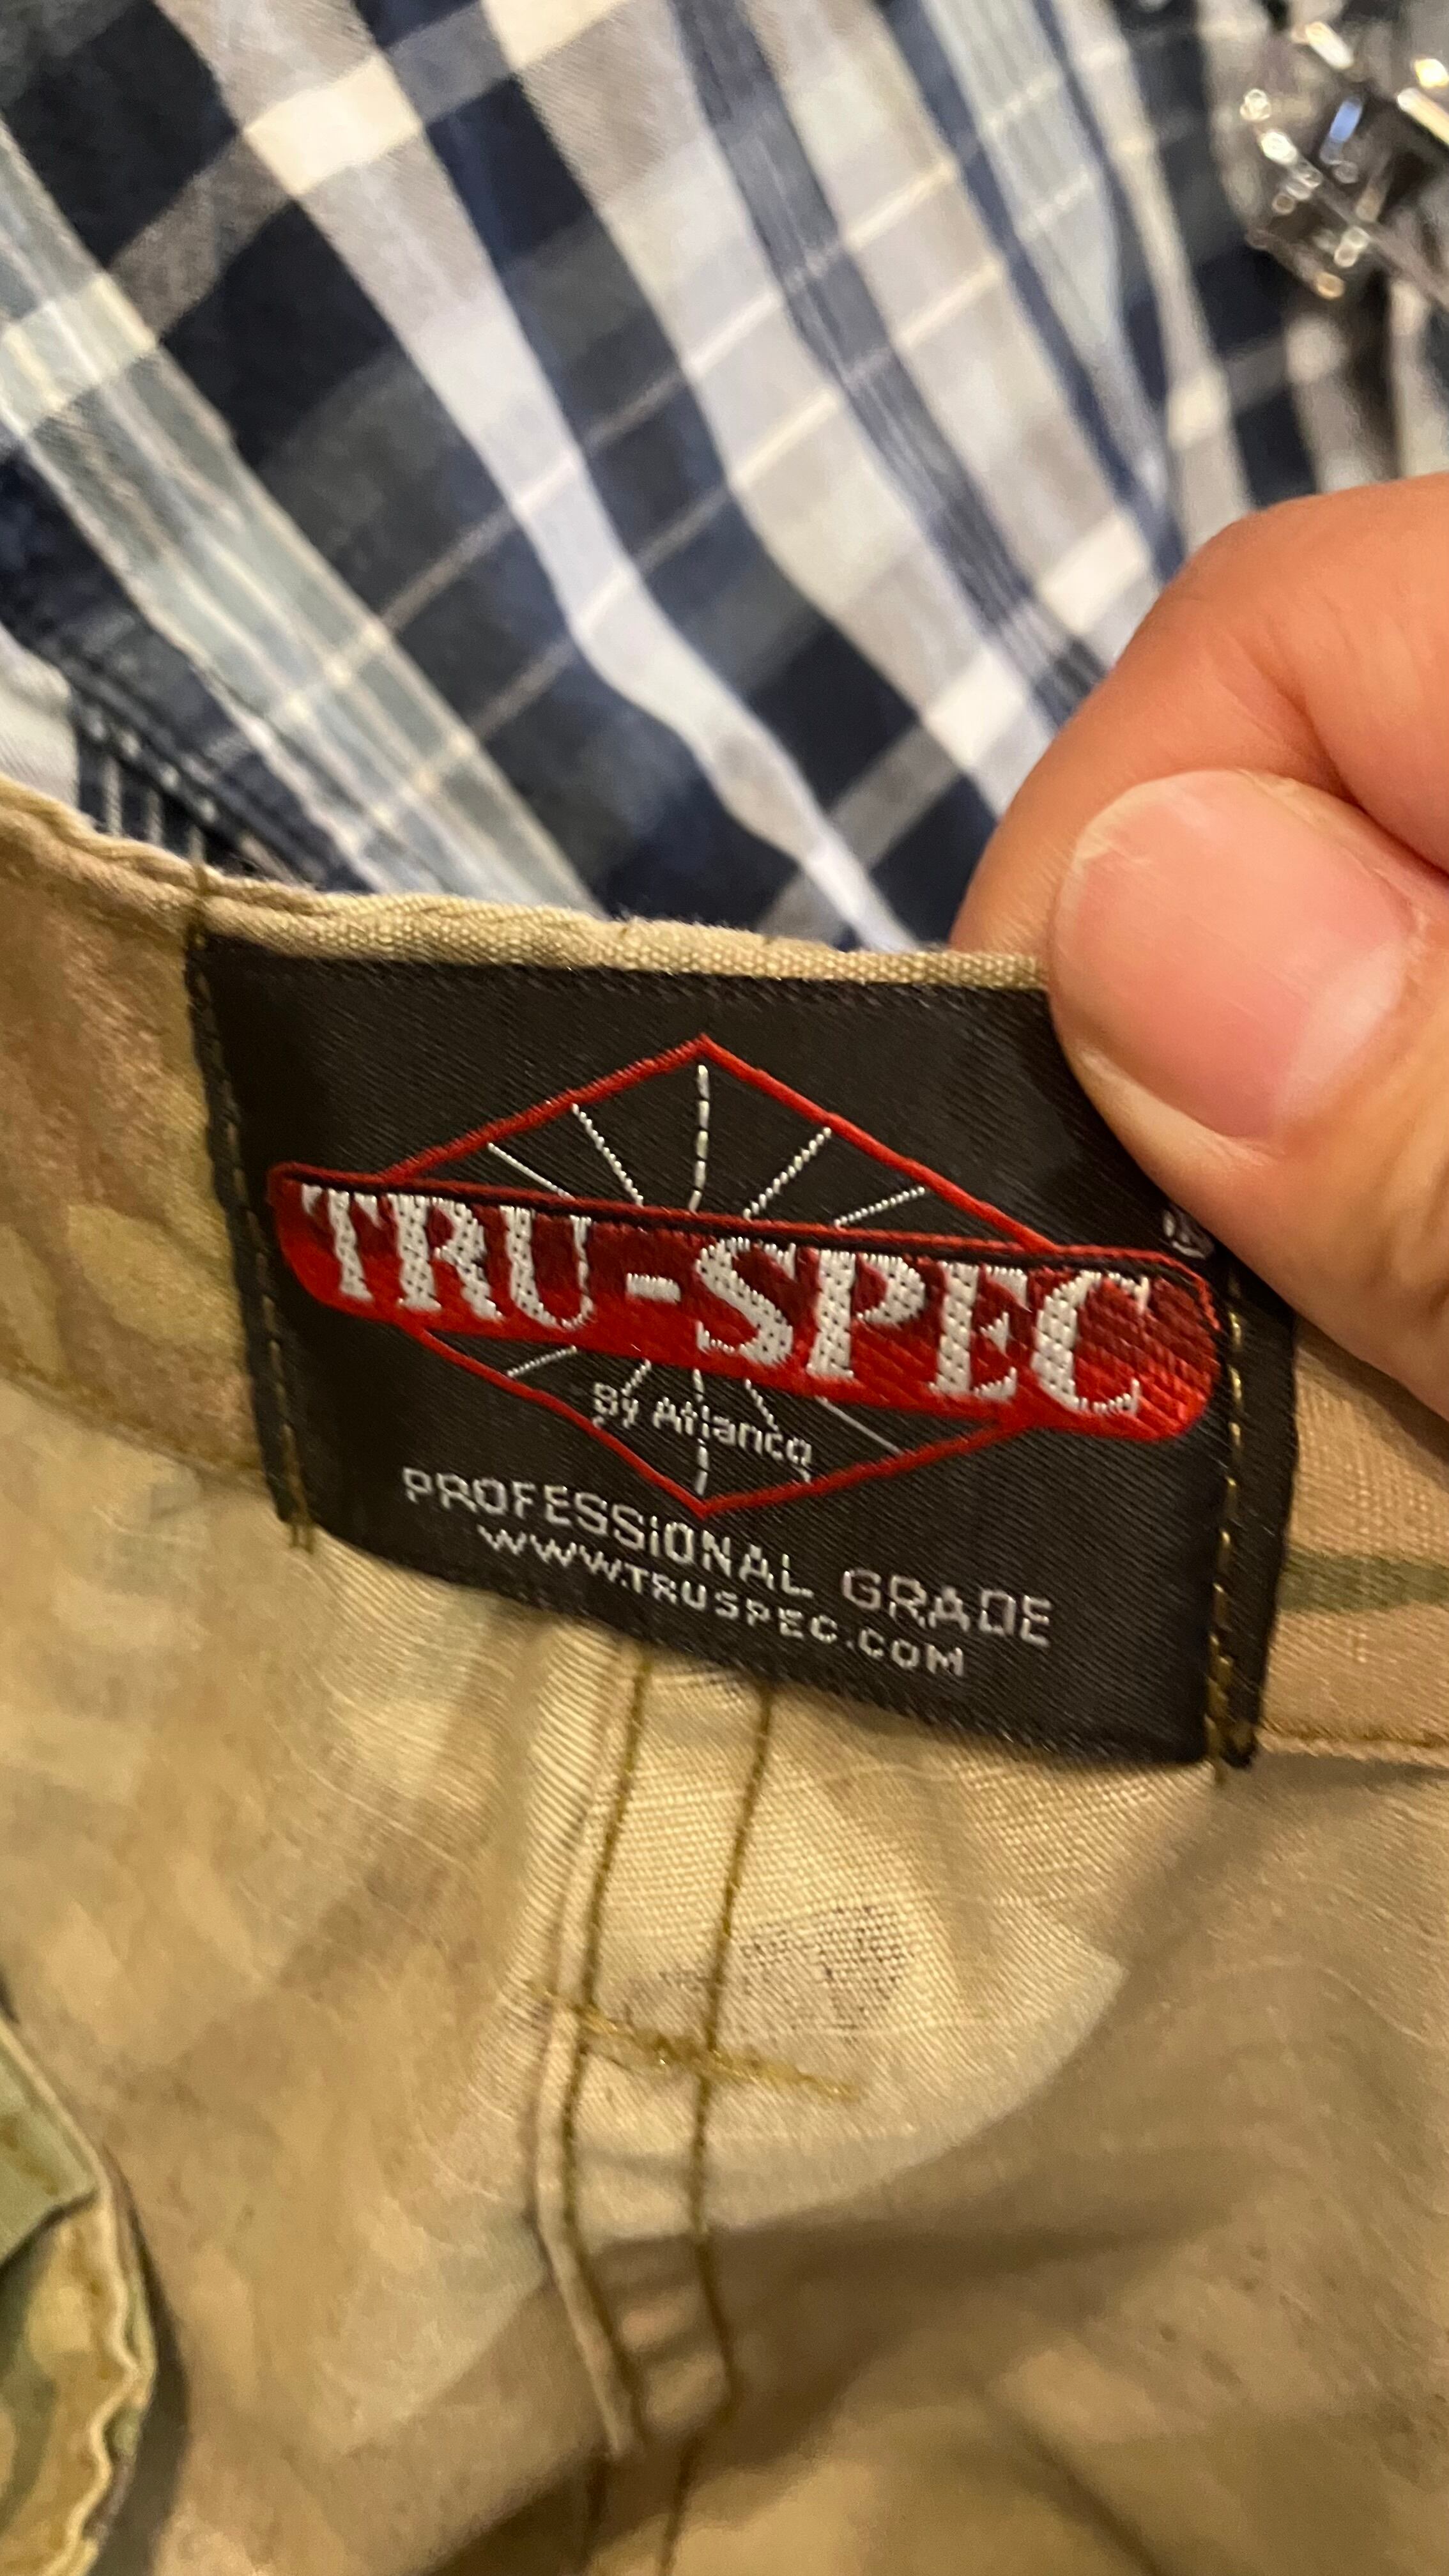 TRU-SPEC
®
By Atlanco
PROFESSIONAL GRADE
WWW.TRUSPEC.COM